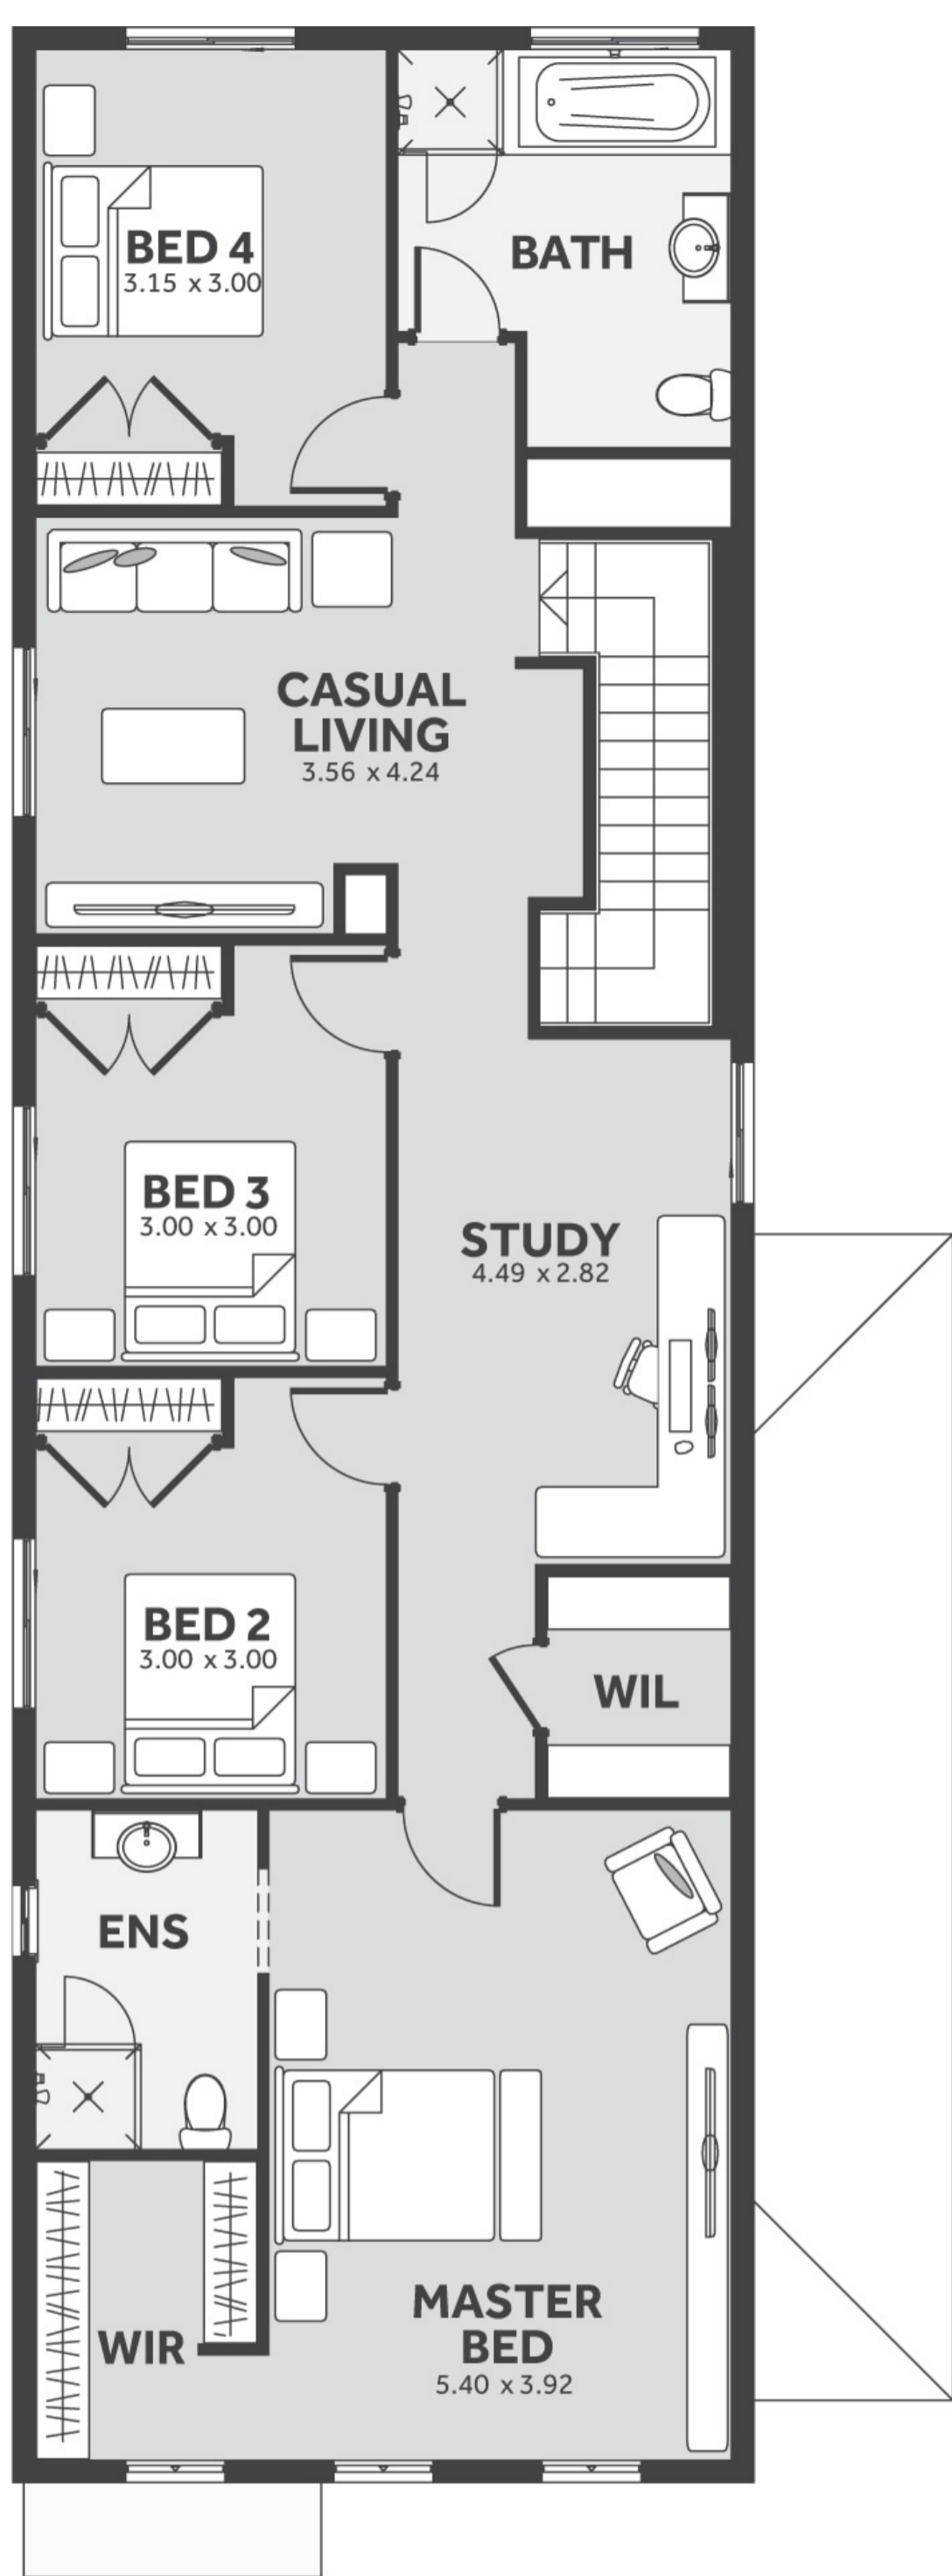 BED 4
3.15 x 3.00
BATH
CASUAL
LIVING
3.56 x 4.24
BED 3
3.00 x 3.00
STUDY
4.49 x 2.82
BED 2
3.00 x 3.00
WIL
ENS
WIR
MASTER
BED
5.40 x 3.92